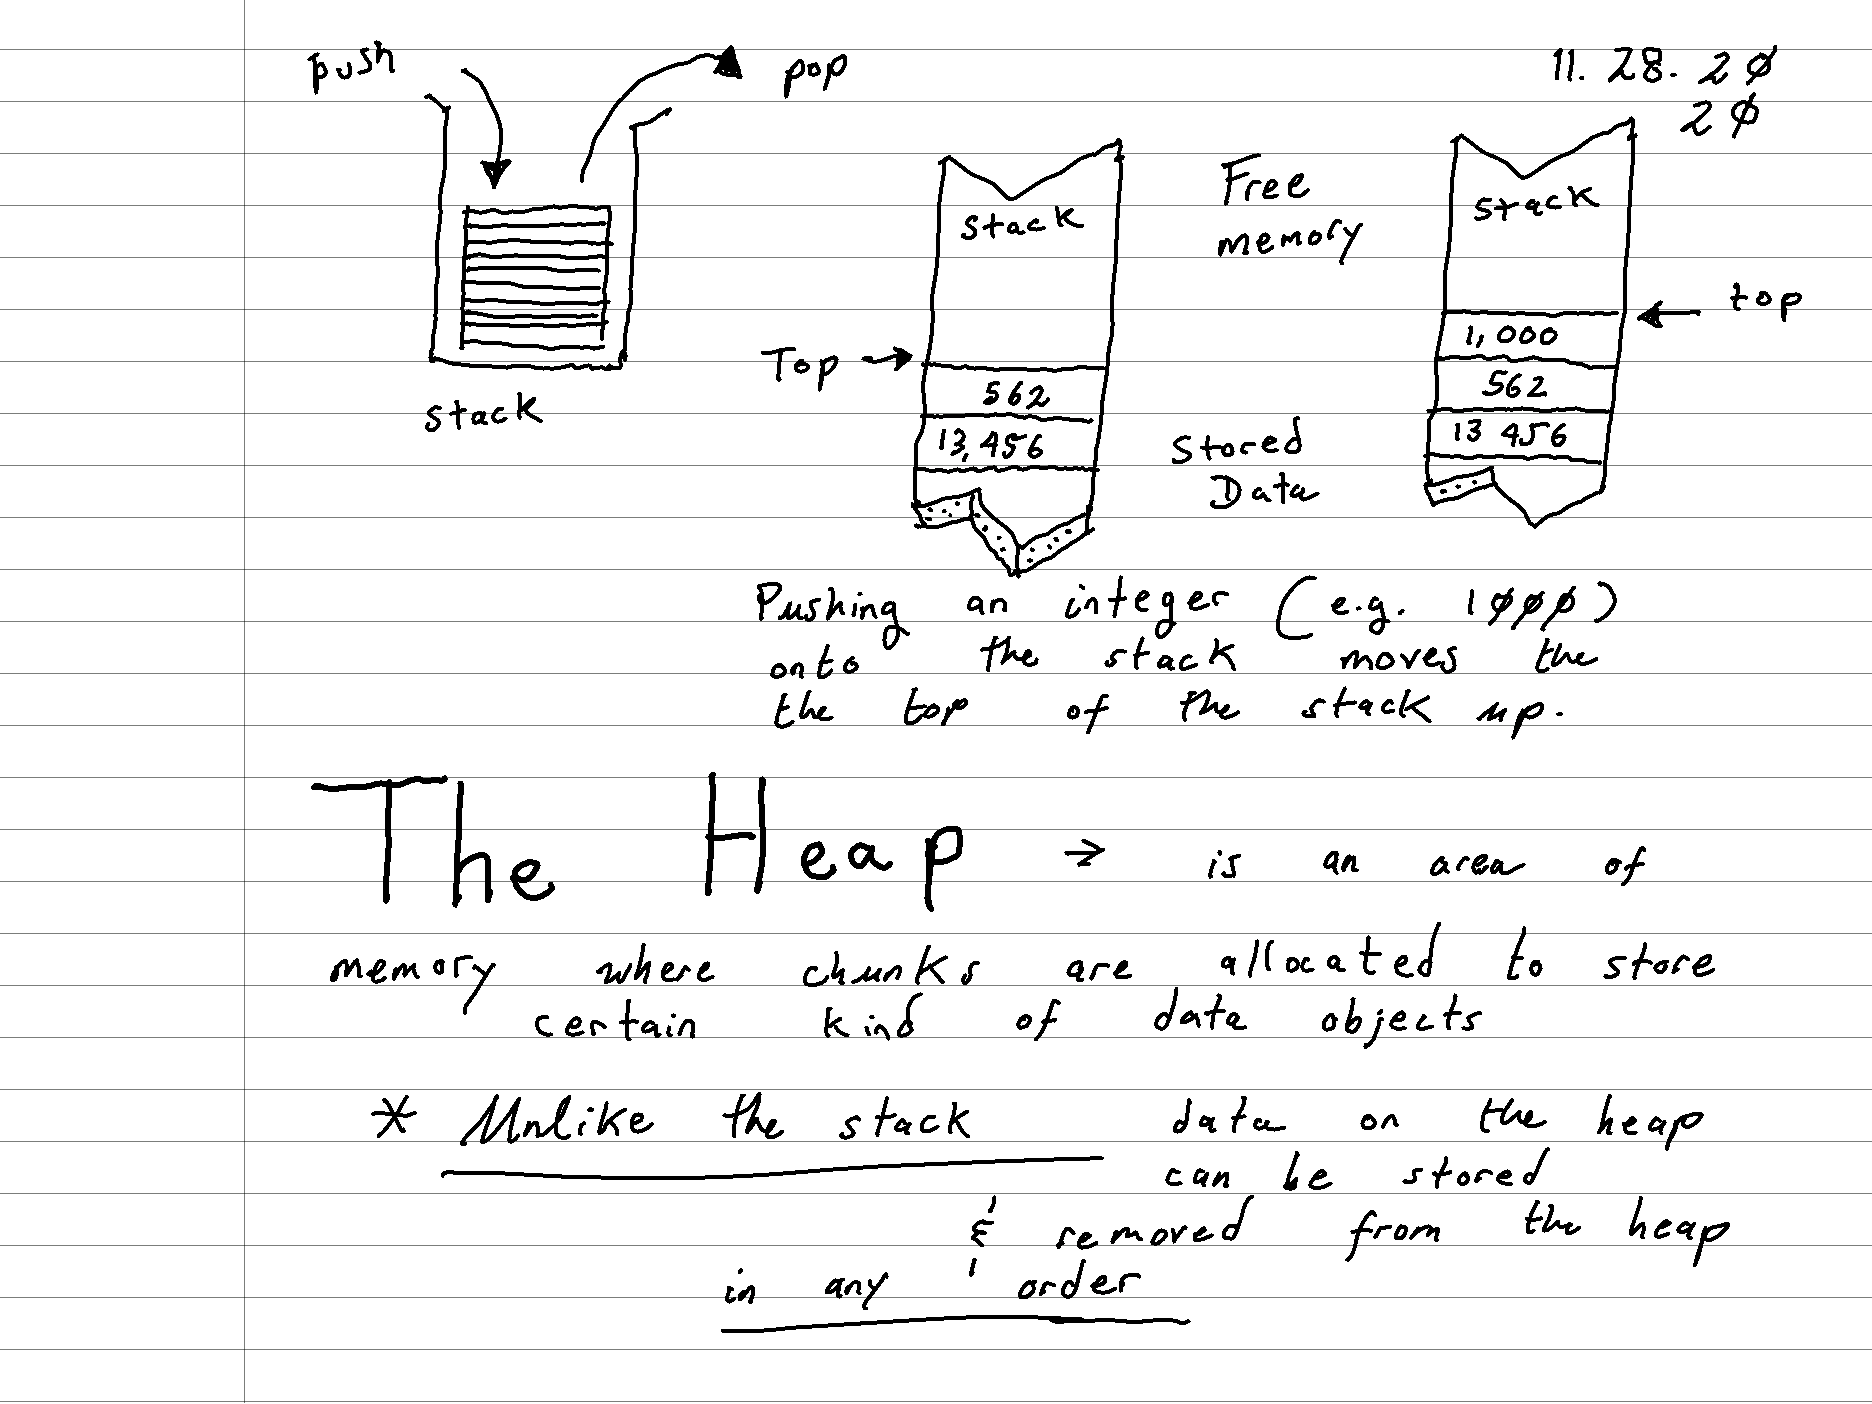 push
pop
11. 28. 2Ø
2Ø
stack
stack
Free
memory
stack
Top →
562
13,456
Stored
Data
← top
1,000
562
13 456
Pushing an integer (e.g. 1ØØØ)
onto the stack moves the
the top of the stack up.
The Heap → is an area of
memory where chunks are allocated to store
certain kind of data objects
* Unlike the stack data on the heap
can be stored
& removed from the heap
in any order